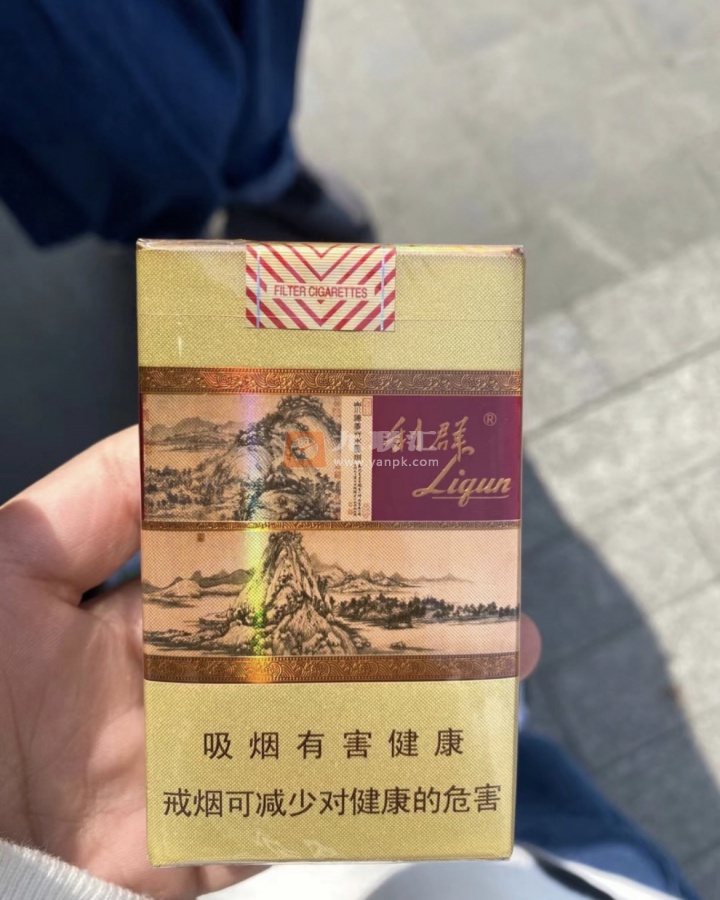 FILTER CIGARETTES
利群®
Liqun
www.yanpk.com
吸烟有害健康
戒烟可减少对健康的危害